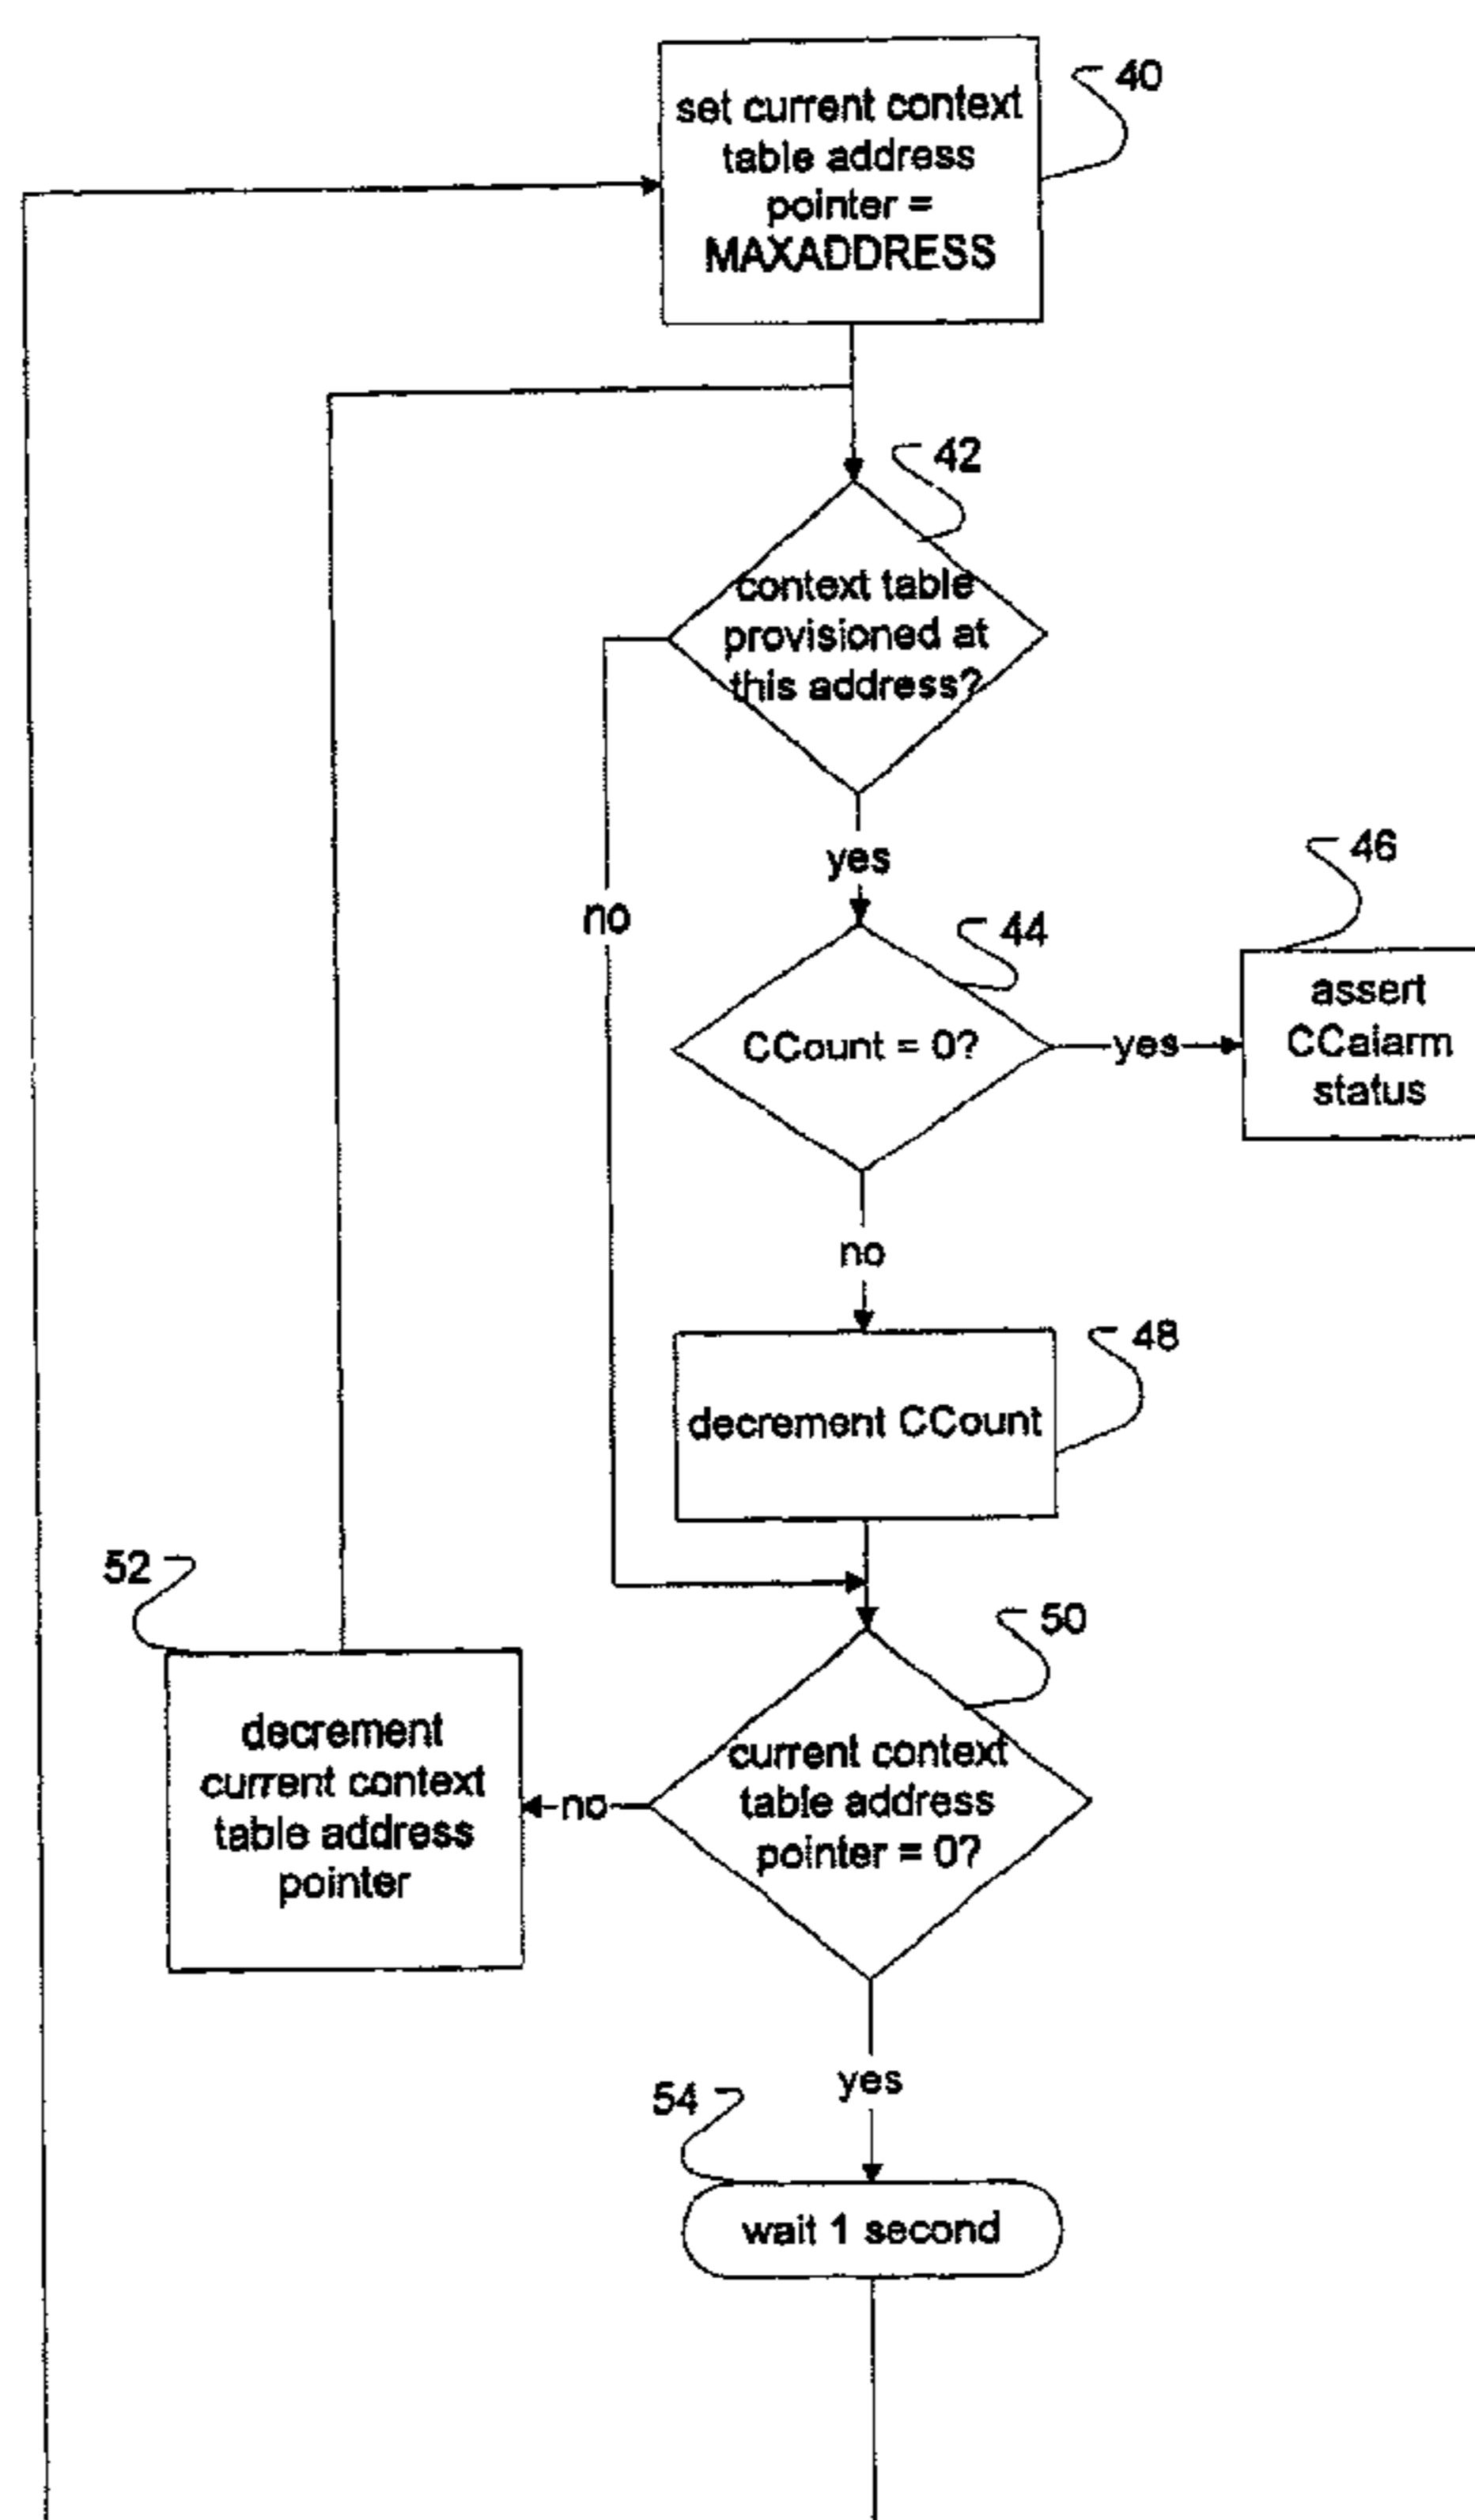 set current context
table address
pointer =
MAXADDRESS
40
42
context table
provisioned at
this address?
yes
no
44
CCount = 0?
yes
46
assert
CCalarm
status
no
48
decrement CCount
52
decrement
current context
table address
pointer
50
current context
table address
pointer = 0?
no
yes
54
wait 1 second